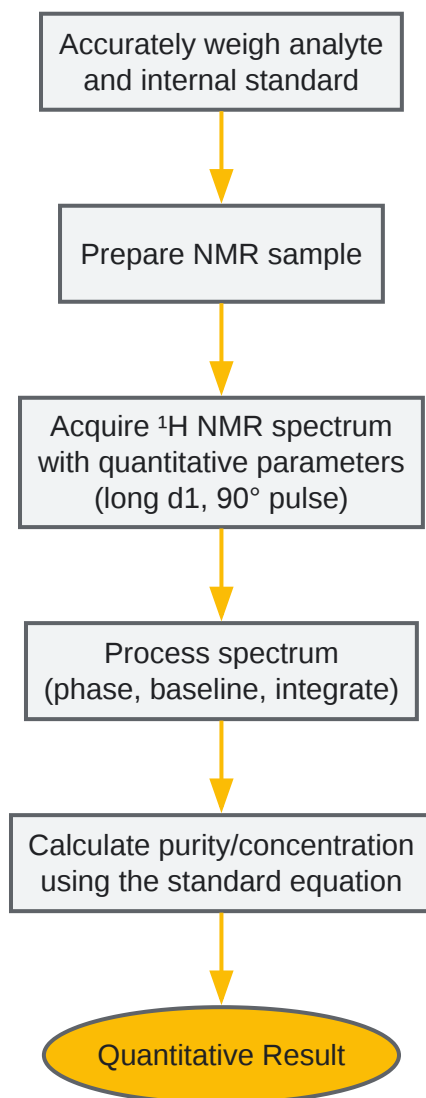 Accurately weigh analyte
and internal standard
Prepare NMR sample
Acquire ¹H NMR spectrum
with quantitative parameters
(long d1, 90° pulse)
Process spectrum
(phase, baseline, integrate)
Calculate purity/concentration
using the standard equation
Quantitative Result